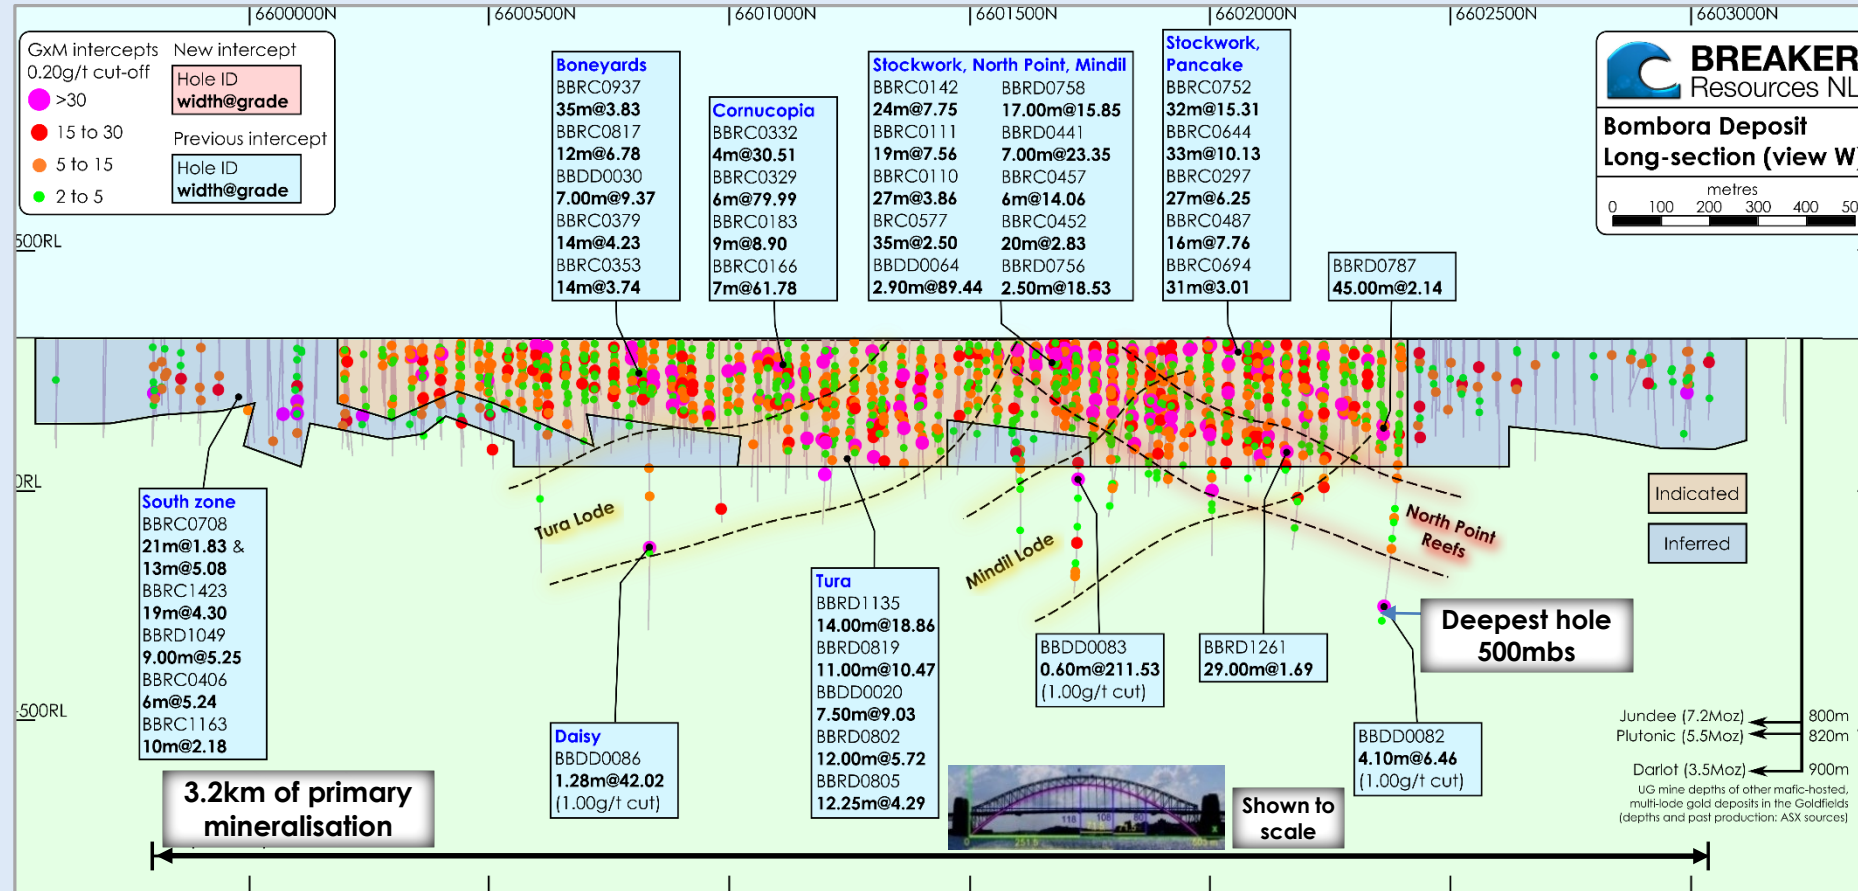 6600000N
6600500N
6601000N
6601500N
6602000N
6602500N
6603000N
GxM intercepts
0.20g/t cut-off
>30
15 to 30
5 to 15
2 to 5
New intercept
Hole ID
width@grade
Previous intercept
Hole ID
width@grade
Boneyards
BBRC0937
35m@3.83
BBRC0817
12m@6.78
BBDD0030
7.00m@9.37
BBRC0379
14m@4.23
BBRC0353
14m@3.74
Cornucopia
BBRC0332
4m@30.51
BBRC0329
6m@79.99
BBRC0183
9m@8.90
BBRC0166
7m@61.78
Stockwork, North Point, Mindil
BBRC0142 BBRD0758
24m@7.75 17.00m@15.85
BBRC0111 BBRD0441
19m@7.56 7.00m@23.35
BBRC0110 BBRC0457
27m@3.86 6m@14.06
BRC0577 BBRC0452
35m@2.50 20m@2.83
BBDD0064 BBRD0756
2.90m@89.44 2.50m@18.53
Stockwork,
Pancake
BBRC0752
32m@15.31
BBRC0644
33m@10.13
BBRC0297
27m@6.25
BBRC0487
16m@7.76
BBRC0694
31m@3.01
BBRD0787
45.00m@2.14
BREAKER
Resources NL
Bombora Deposit
Long-section (view W)
metres
0 100 200 300 400 50
500RL
0RL
-500RL
South zone
BBRC0708
21m@1.83 &
13m@5.08
BBRC1423
19m@4.30
BBRD1049
9.00m@5.25
BBRC0406
6m@5.24
BBRC1163
10m@2.18
Tura Lode
Mindil Lode
North Point
Reefs
Indicated
Inferred
Daisy
BBDD0086
1.28m@42.02
(1.00g/t cut)
Tura
BBRD1135
14.00m@18.86
BBRD0819
11.00m@10.47
BBDD0020
7.50m@9.03
BBRD0802
12.00m@5.72
BBRD0805
12.25m@4.29
BBDD0083
0.60m@211.53
(1.00g/t cut)
BBRD1261
29.00m@1.69
Deepest hole
500mbs
BBDD0082
4.10m@6.46
(1.00g/t cut)
Jundee (7.2Moz) 800m
Plutonic (5.5Moz) 820m
Darlot (3.5Moz) 900m
UG mine depths of other mafic-hosted,
multi-lode gold deposits in the Goldfields
(depths and past production: ASX sources)
3.2km of primary
mineralisation
118
Shown to
scale